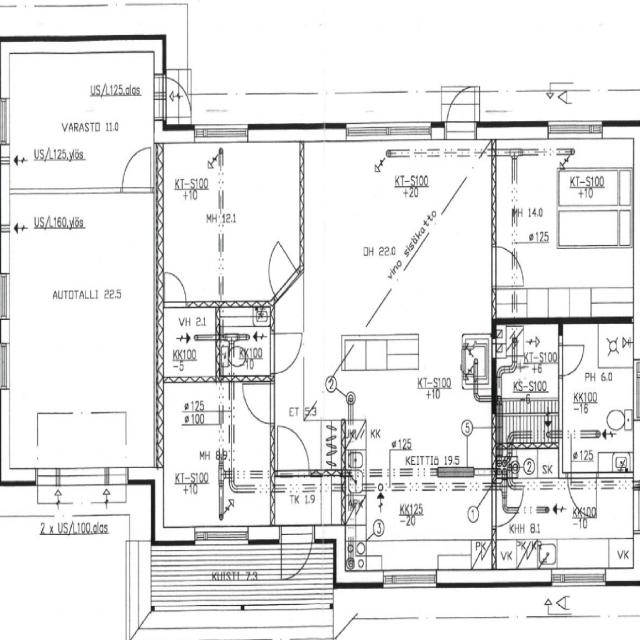 US/L125,alas
VARASTO 11.0
US/L125,ylös
US/L160,ylös
AUTOTALLI 22.5
2 x US/L100,alas
KT-S100
+10
MH 12.1
VH 2.1
KK100
-5
KK100
-10
ø125
ø100
MH 8.9
KT-S100
+10
ET 5.3
TK 1.9
KUISTI 7.3
KT-S100
+20
OH 22.0
vino sisäkatto
KT-S100
+10
2
KK
ø125
KEITTIÖ 19.5
KK125
-20
APK
3
5
1
2
PK
KT-S100
+10
MH 14.0
ø125
KT-S100
+6
KS-S100
-6
PH 6.0
KK100
-16
ø125
SK
KK100
-10
KHH 8.1
VK
PK/KR
VK
A
A